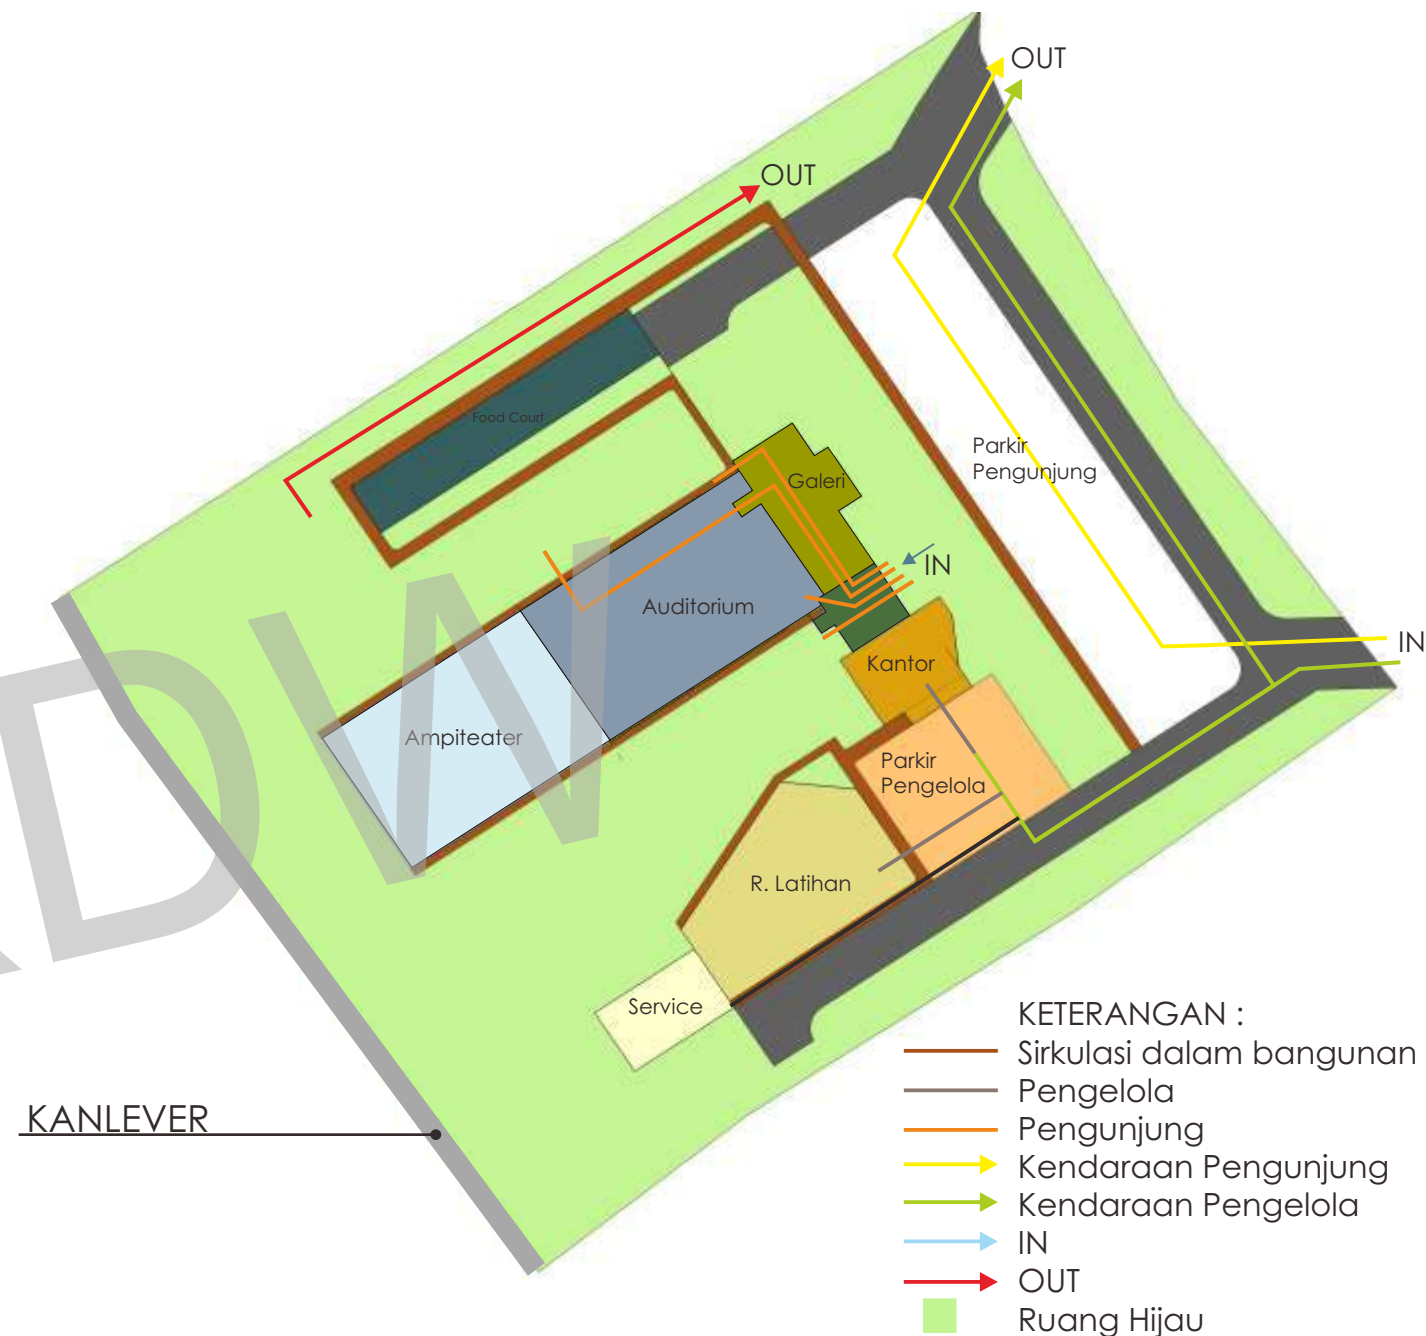 OUT
OUT
Food Court
Parkir
Pengunjung
Galeri
IN
Auditorium
IN
Kantor
Ampiteater
Parkir
Pengelola
R. Latihan
Service
KANLEVER
KETERANGAN :
Sirkulasi dalam bangunan
Pengelola
Pengunjung
Kendaraan Pengunjung
Kendaraan Pengelola
IN
OUT
Ruang Hijau
DW